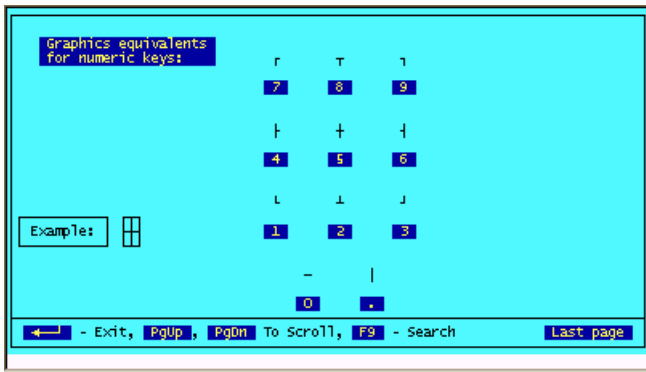 Graphics equivalents
for numeric keys:
┌ ┬ ┐
7 8 9
├ ┼ ┤
4 5 6
└ ┴ ┘
Example:
1 2 3
─ │
0 .
- Exit, PgUp, PgDn To Scroll, F9 - Search Last page